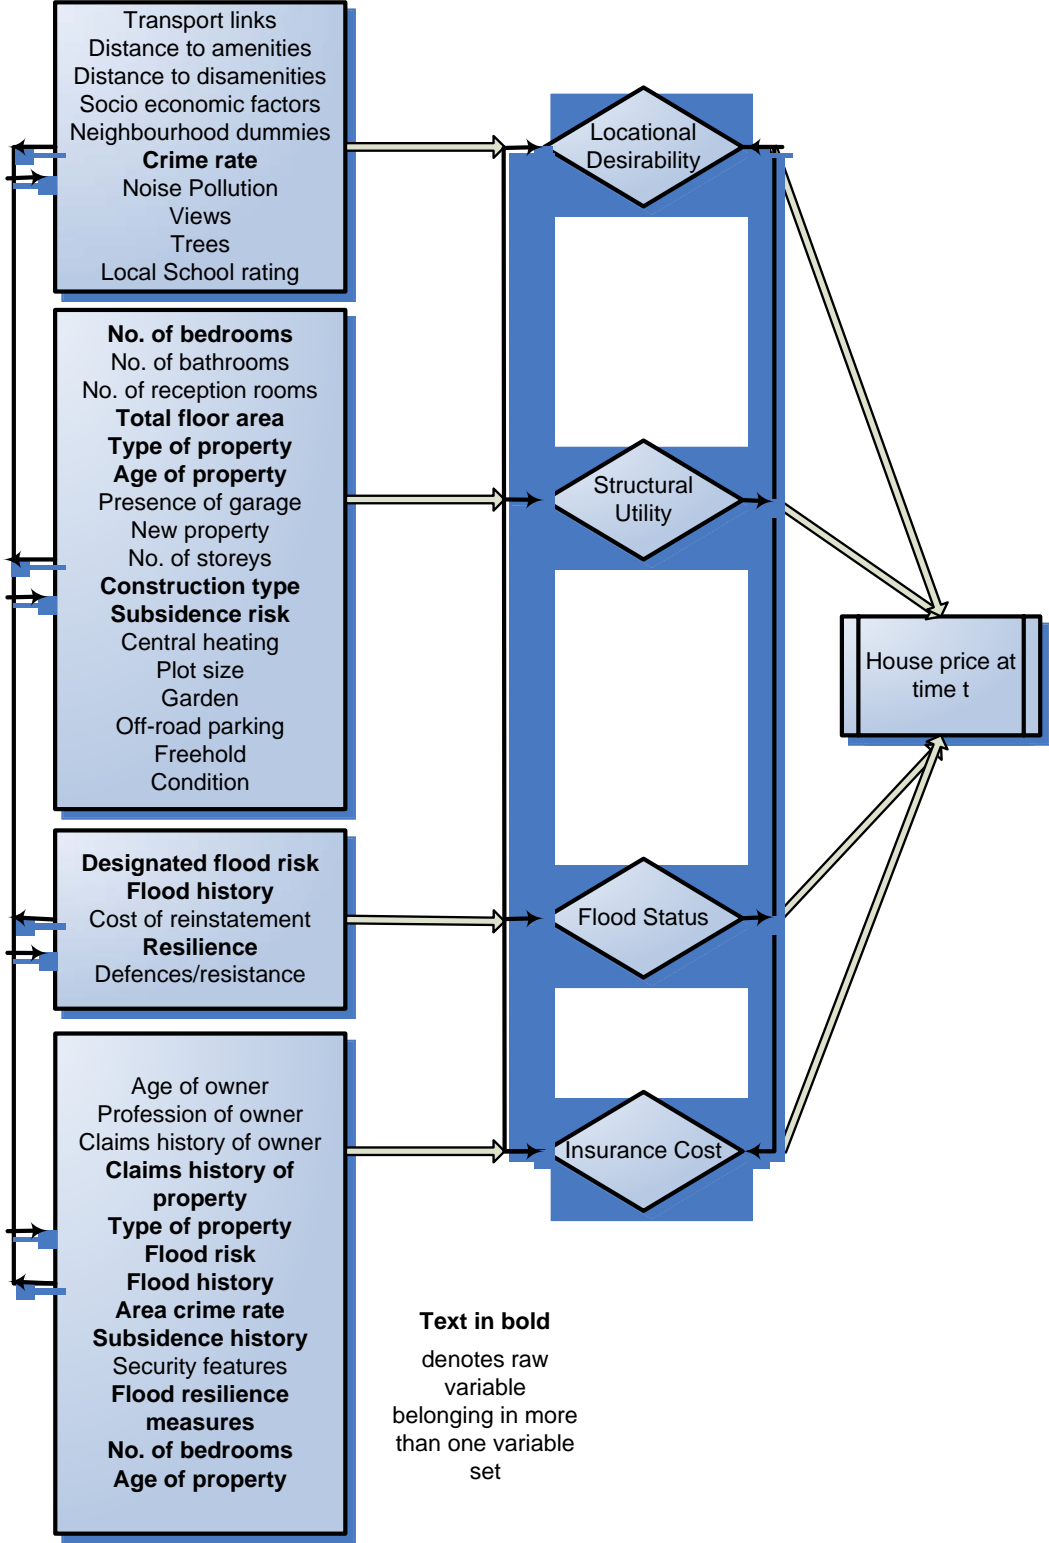 Transport links
Distance to amenities
Distance to disamenities
Socio economic factors
Neighbourhood dummies
Crime rate
Noise Pollution
Views
Trees
Local School rating
No. of bedrooms
No. of bathrooms
No. of reception rooms
Total floor area
Type of property
Age of property
Presence of garage
New property
No. of storeys
Construction type
Subsidence risk
Central heating
Plot size
Garden
Off-road parking
Freehold
Condition
Designated flood risk
Flood history
Cost of reinstatement
Resilience
Defences/resistance
Age of owner
Profession of owner
Claims history of owner
Claims history of
property
Type of property
Flood risk
Flood history
Area crime rate
Subsidence history
Security features
Flood resilience
measures
No. of bedrooms
Age of property
Locational
Desirability
Structural
Utility
Flood Status
Insurance Cost
House price at
time t
Text in bold
denotes raw
variable
belonging in more
than one variable
set